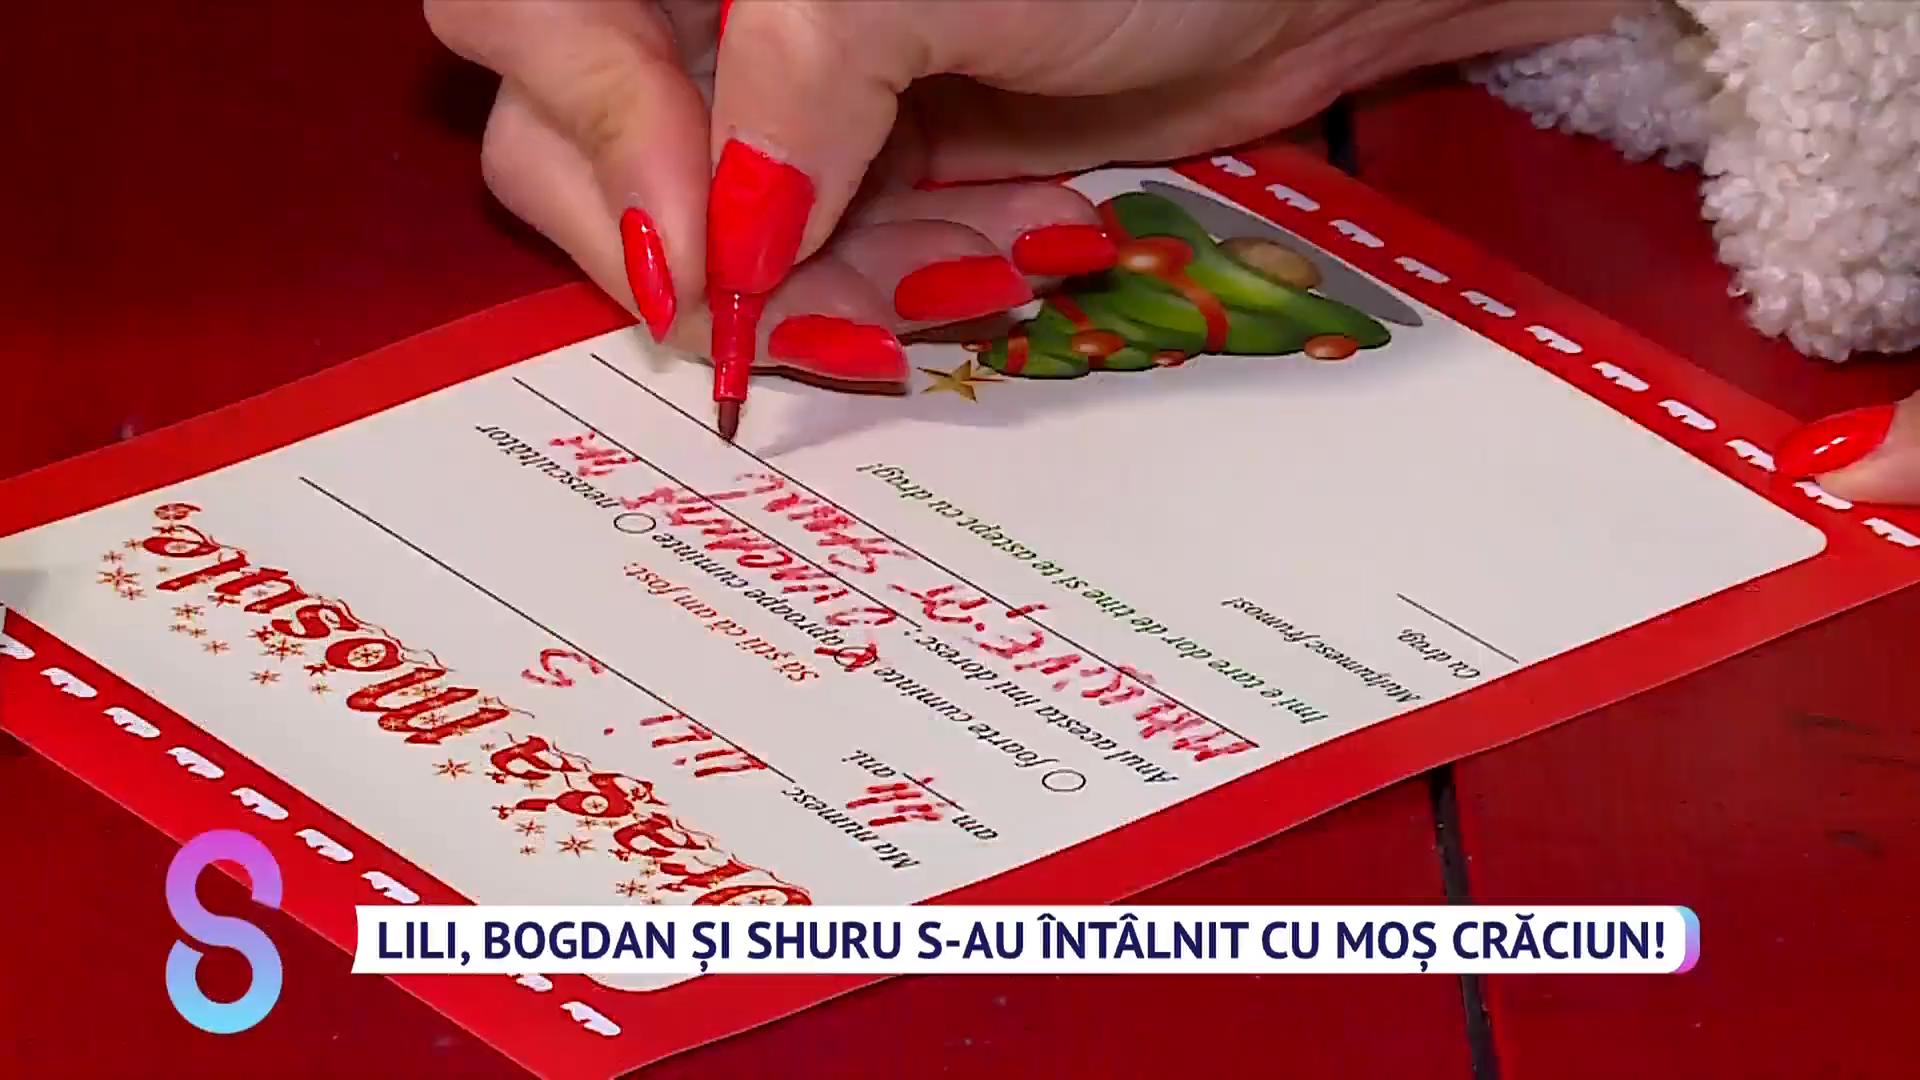 Dragă Moșule,
Mă numesc LILI.
am 44 ani.
Să știi că am fost:
foarte cuminte aproape cuminte neascultător
Anul acesta îmi doresc:
Îmi e tare dor de tine și te aștept cu drag!
Mulțumesc frumos!
Cu drag,
LILI, BOGDAN ȘI SHURU S-AU ÎNTÂLNIT CU MOȘ CRĂCIUN!